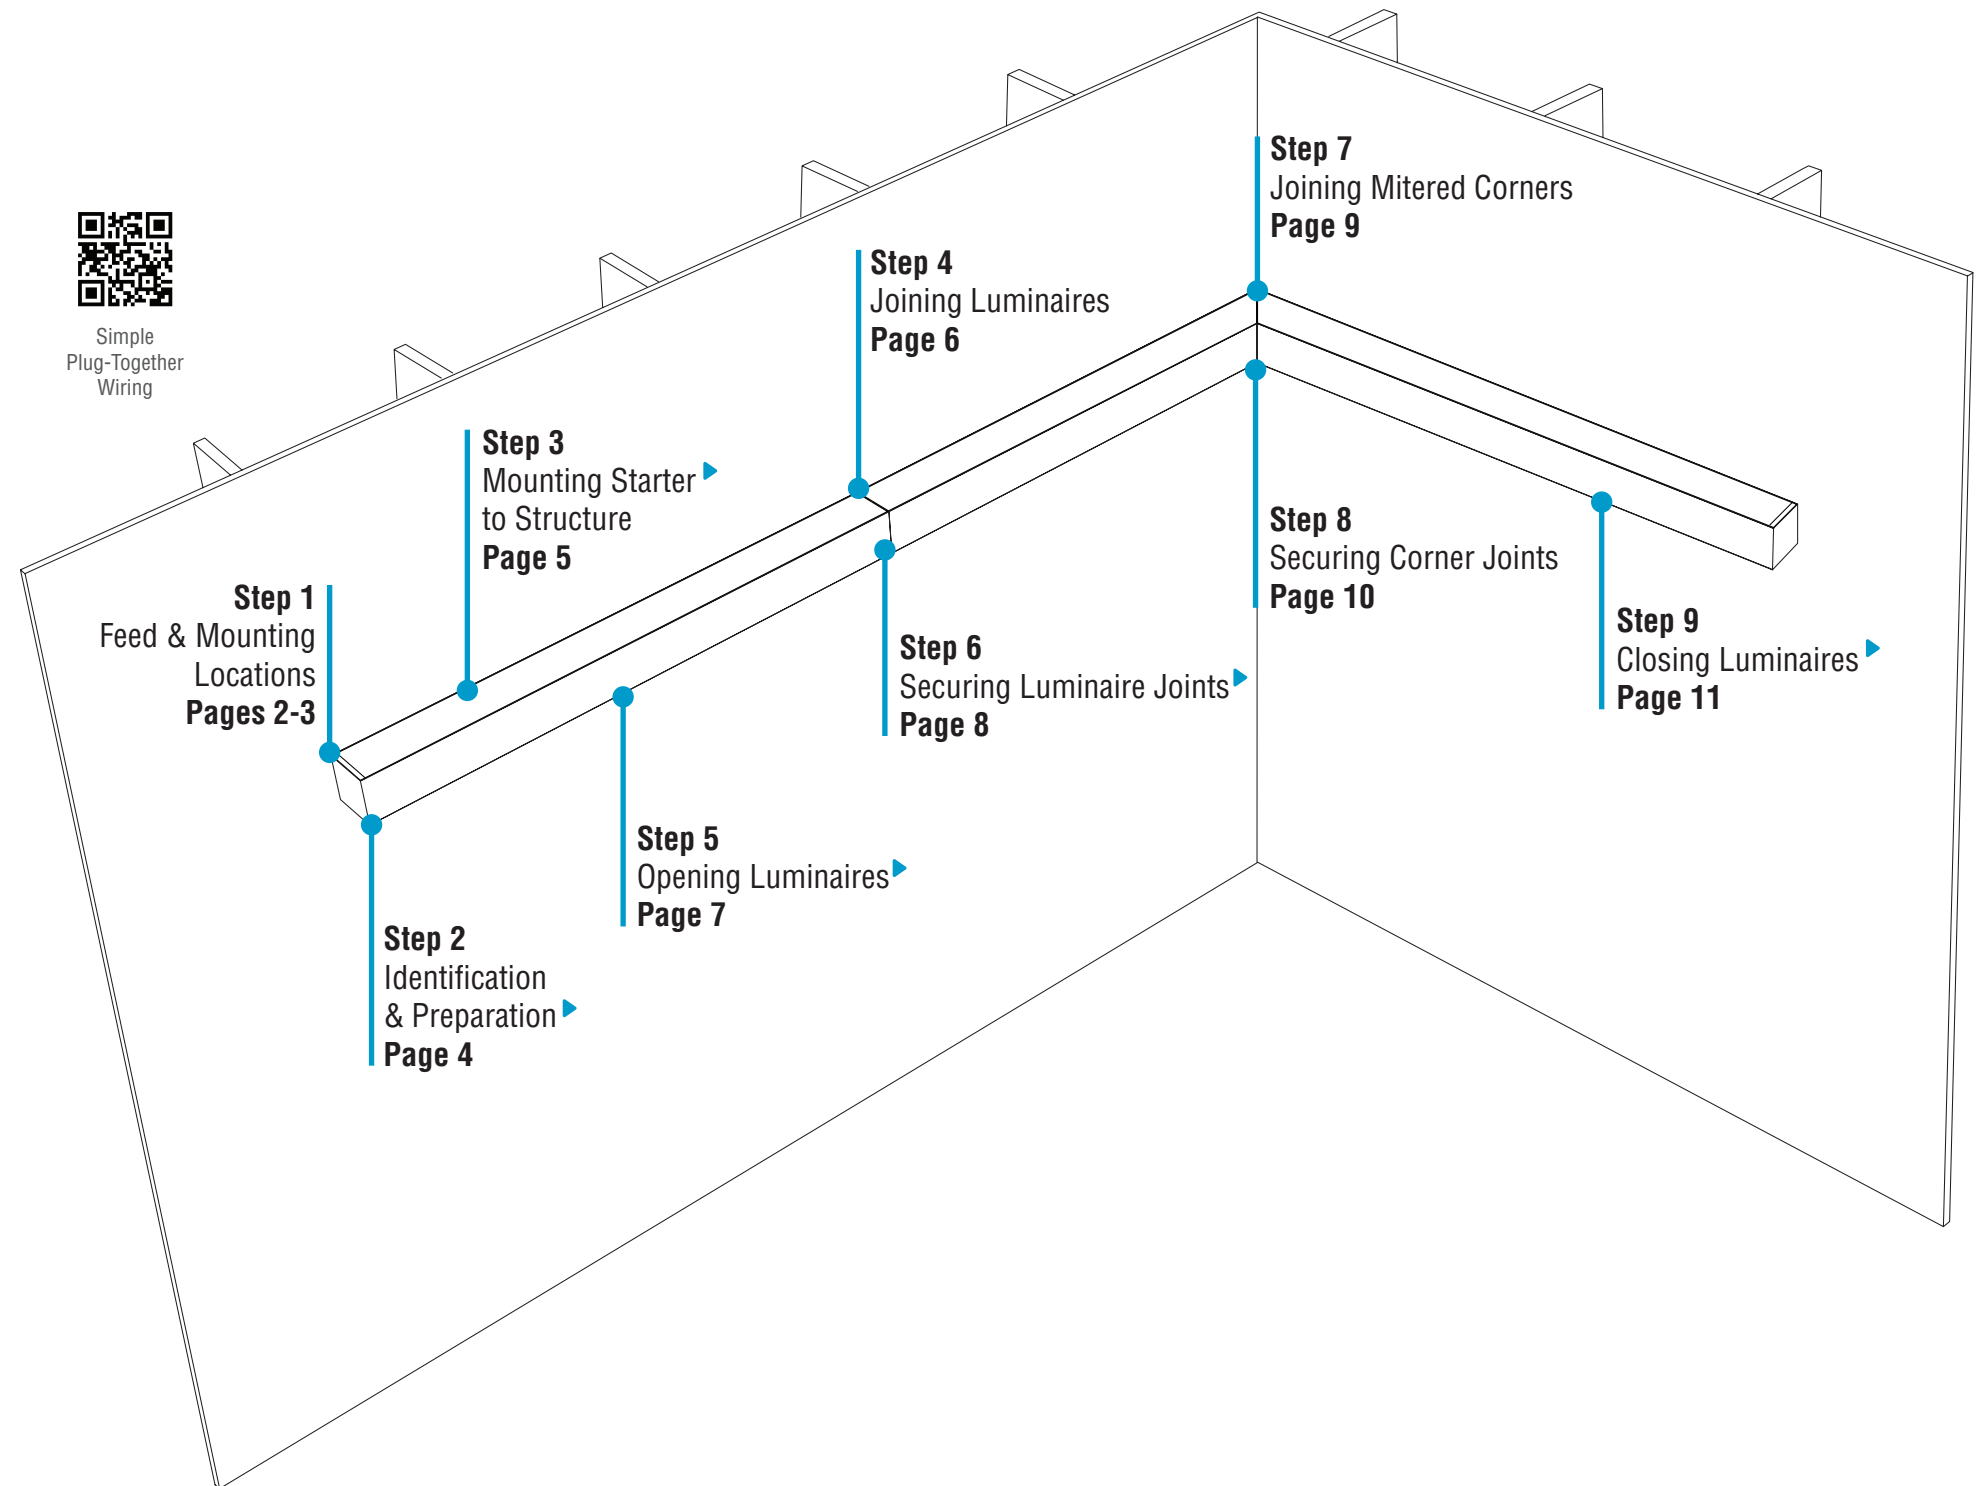 Simple
Plug-Together
Wiring
Step 1
Feed & Mounting
Locations
Pages 2-3
Step 2
Identification
& Preparation
Page 4
Step 3
Mounting Starter
to Structure
Page 5
Step 4
Joining Luminaires
Page 6
Step 5
Opening Luminaires
Page 7
Step 6
Securing Luminaire Joints
Page 8
Step 7
Joining Mitered Corners
Page 9
Step 8
Securing Corner Joints
Page 10
Step 9
Closing Luminaires
Page 11